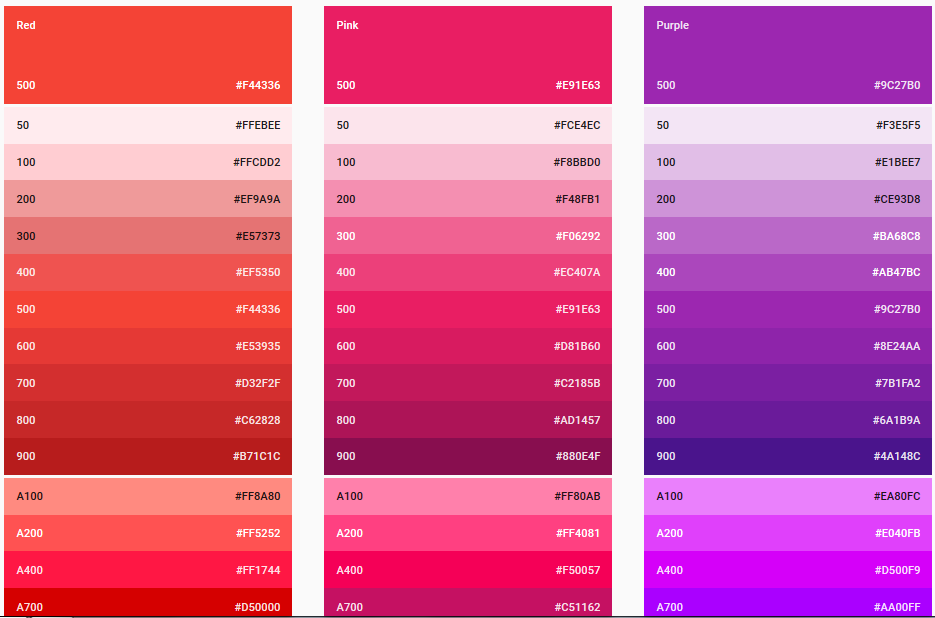 Red
500 #F44336
50 #FFEBEE
100 #FFCDD2
200 #EF9A9A
300 #E57373
400 #EF5350
500 #F44336
600 #E53935
700 #D32F2F
800 #C62828
900 #B71C1C
A100 #FF8A80
A200 #FF5252
A400 #FF1744
A700 #D50000
Pink
500 #E91E63
50 #FCE4EC
100 #F8BBD0
200 #F48FB1
300 #F06292
400 #EC407A
500 #E91E63
600 #D81B60
700 #C2185B
800 #AD1457
900 #880E4F
A100 #FF80AB
A200 #FF4081
A400 #F50057
A700 #C51162
Purple
500 #9C27B0
50 #F3E5F5
100 #E1BEE7
200 #CE93D8
300 #BA68C8
400 #AB47BC
500 #9C27B0
600 #8E24AA
700 #7B1FA2
800 #6A1B9A
900 #4A148C
A100 #EA80FC
A200 #E040FB
A400 #D500F9
A700 #AA00FF